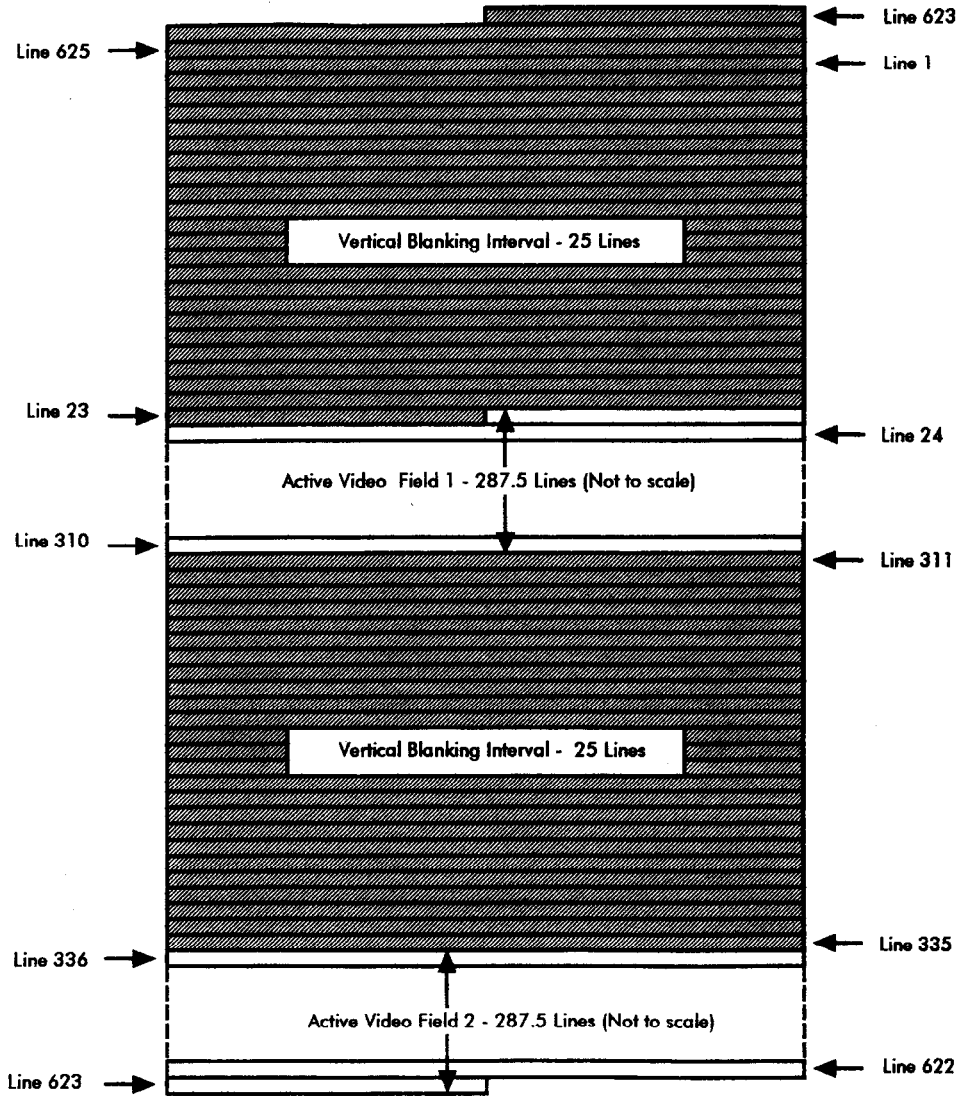 Line 623
Line 625
Line 1
Vertical Blanking Interval - 25 Lines
Line 23
Line 24
Active Video Field 1 - 287.5 Lines (Not to scale)
Line 310
Line 311
Vertical Blanking Interval - 25 Lines
Line 335
Line 336
Active Video Field 2 - 287.5 Lines (Not to scale)
Line 622
Line 623